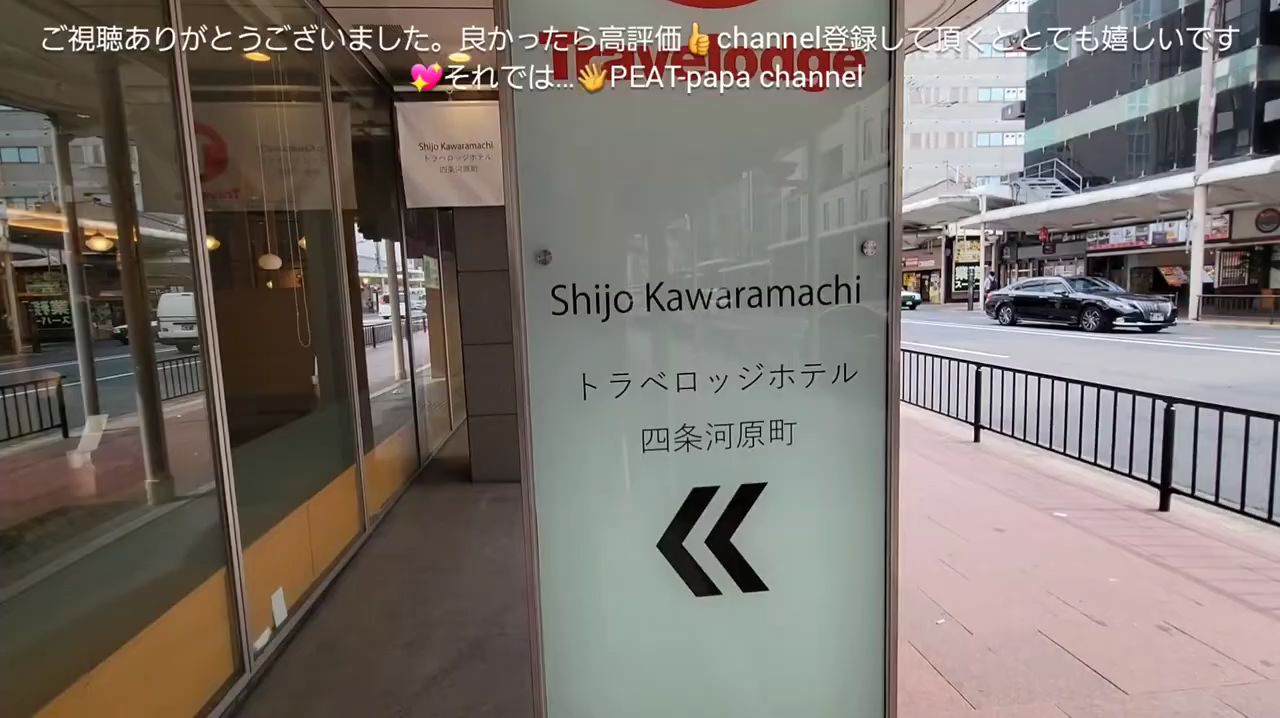 ご視聴ありがとうございました。良かったら高評価👍channel登録して頂くととても嬉しいです
💖それでは...👋PEAT-papa channel
Travelodge
Shijo Kawaramachi
トラベロッジホテル
四条河原町
Shijo Kawaramachi
トラベロッジホテル
四条河原町